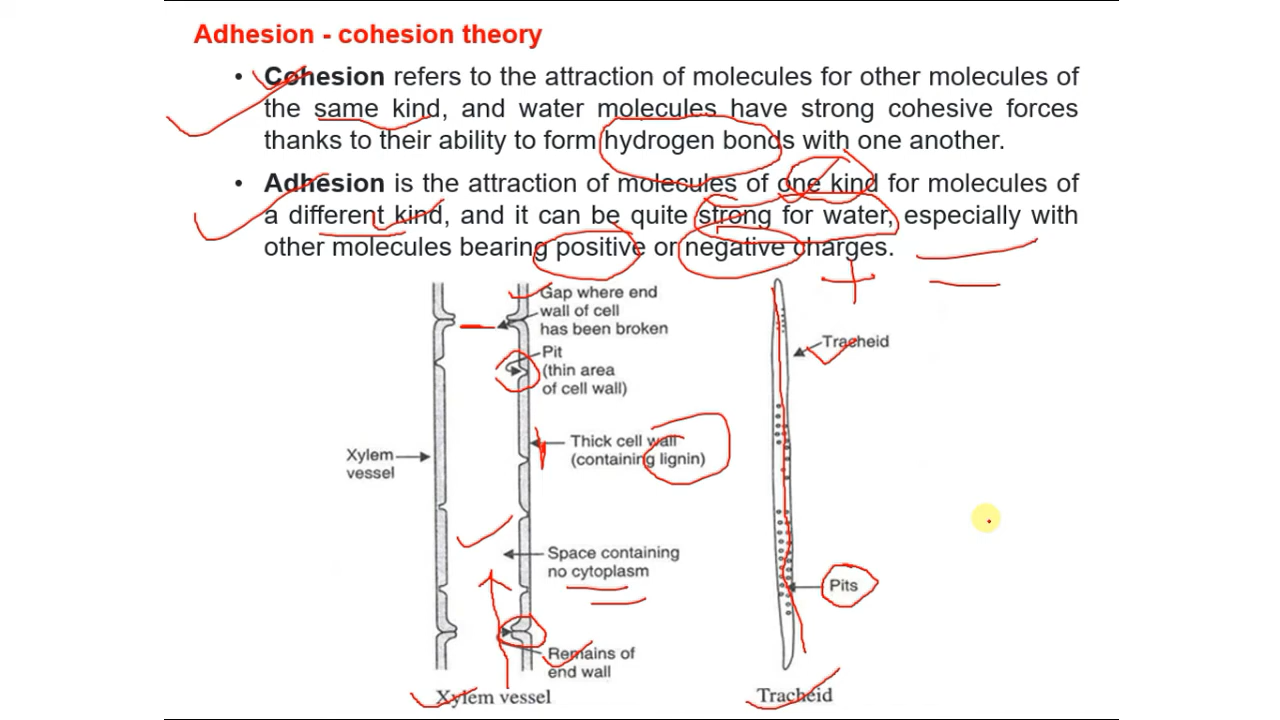 Adhesion - cohesion theory
• Cohesion refers to the attraction of molecules for other molecules of
the same kind, and water molecules have strong cohesive forces
thanks to their ability to form hydrogen bonds with one another.
• Adhesion is the attraction of molecules of one kind for molecules of
a different kind, and it can be quite strong for water, especially with
other molecules bearing positive or negative charges.
+
Gap where end
wall of cell
has been broken
Pit
(thin area
of cell wall)
Thick cell wall
(containing lignin)
Xylem
vessel
Space containing
no cytoplasm
Remains of
end wall
Xylem vessel
Tracheid
Pits
Tracheid